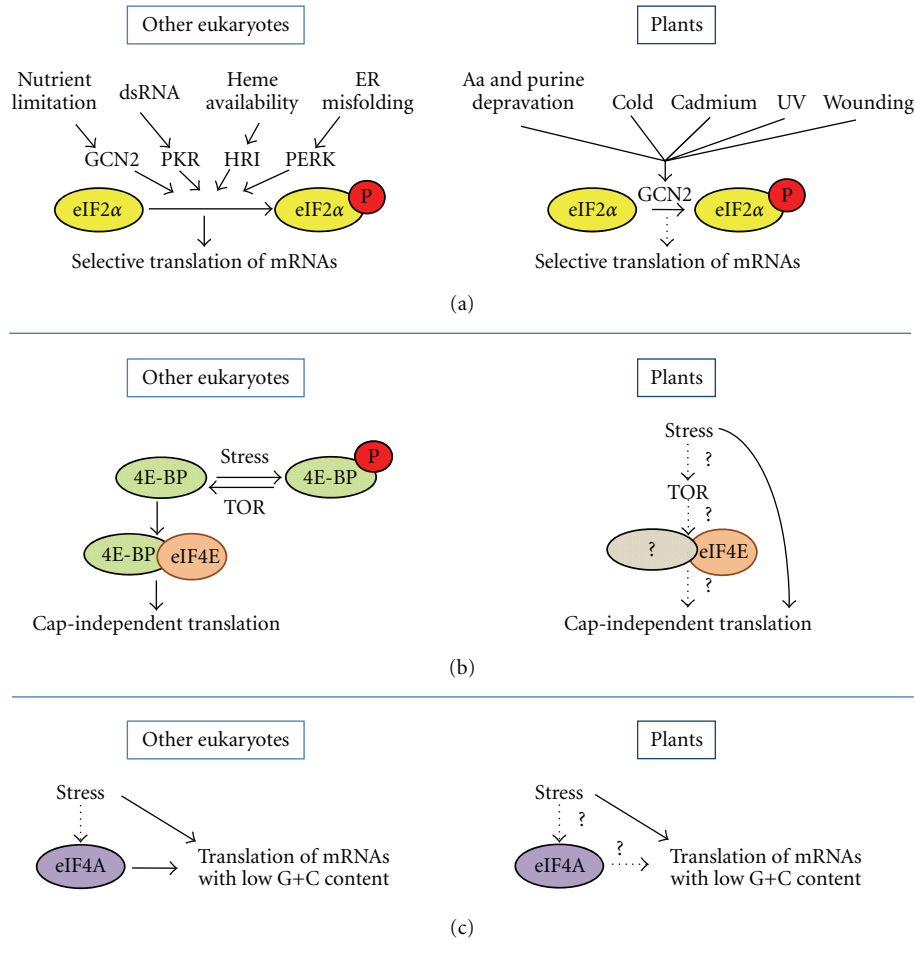 Other eukaryotes
Plants
Nutrient
limitation
dsRNA
Heme
availability
ER
misfolding
GCN2
PKR
HRI
PERK
eIF2α
eIF2α
P
Selective translation of mRNAs
Aa and purine
depravation
Cold
Cadmium
UV
Wounding
GCN2
eIF2α
eIF2α
P
Selective translation of mRNAs
(a)
Other eukaryotes
Plants
4E-BP
Stress
TOR
4E-BP
P
4E-BP
eIF4E
Cap-independent translation
Stress
?
TOR
?
?
eIF4E
?
Cap-independent translation
(b)
Other eukaryotes
Plants
Stress
eIF4A
Translation of mRNAs
with low G+C content
Stress
?
eIF4A
?
Translation of mRNAs
with low G+C content
(c)